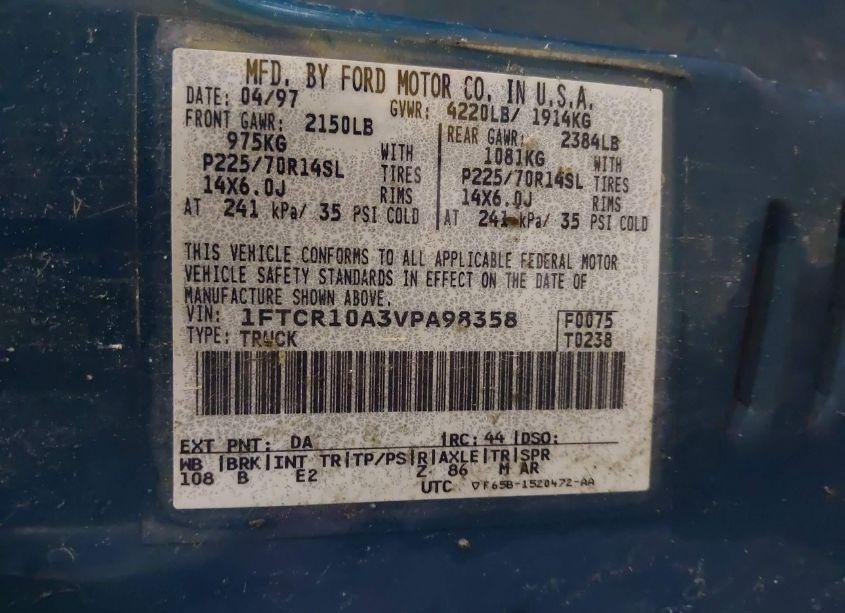 MFD. BY FORD MOTOR CO. IN U.S.A.
DATE: 04/97 GVWR: 4220LB/ 1914KG
FRONT GAWR: 2150LB REAR GAWR: 2384LB
975KG WITH 1081KG WITH
P225/70R14SL TIRES P225/70R14SL TIRES
14X6.0J RIMS 14X6.0J RIMS
AT 241 kPa/ 35 PSI COLD AT 241 kPa/ 35 PSI COLD
THIS VEHICLE CONFORMS TO ALL APPLICABLE FEDERAL MOTOR
VEHICLE SAFETY STANDARDS IN EFFECT ON THE DATE OF
MANUFACTURE SHOWN ABOVE.
VIN: 1FTCR10A3VPA98358 F0075
TYPE: TRUCK T0238
EXT PNT: DA |RC: 44 |DSO:
WB |BRK|INT TR|TP/PS|R|AXLE|TR|SPR
108 B E2 Z 86 M AR
UTC ▽F65B-1520472-AA